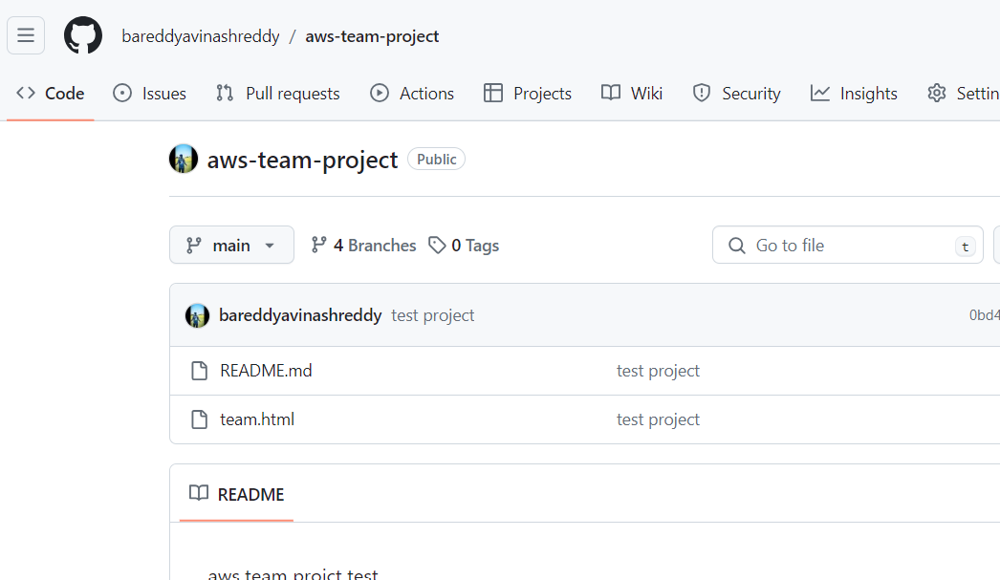 bareddyavinashreddy / aws-team-project
Code Issues Pull requests Actions Projects Wiki Security Insights Settin
aws-team-project Public
main 4 Branches 0 Tags Go to file t
bareddyavinashreddy test project 0bd4
README.md test project
team.html test project
README
aws team projct test